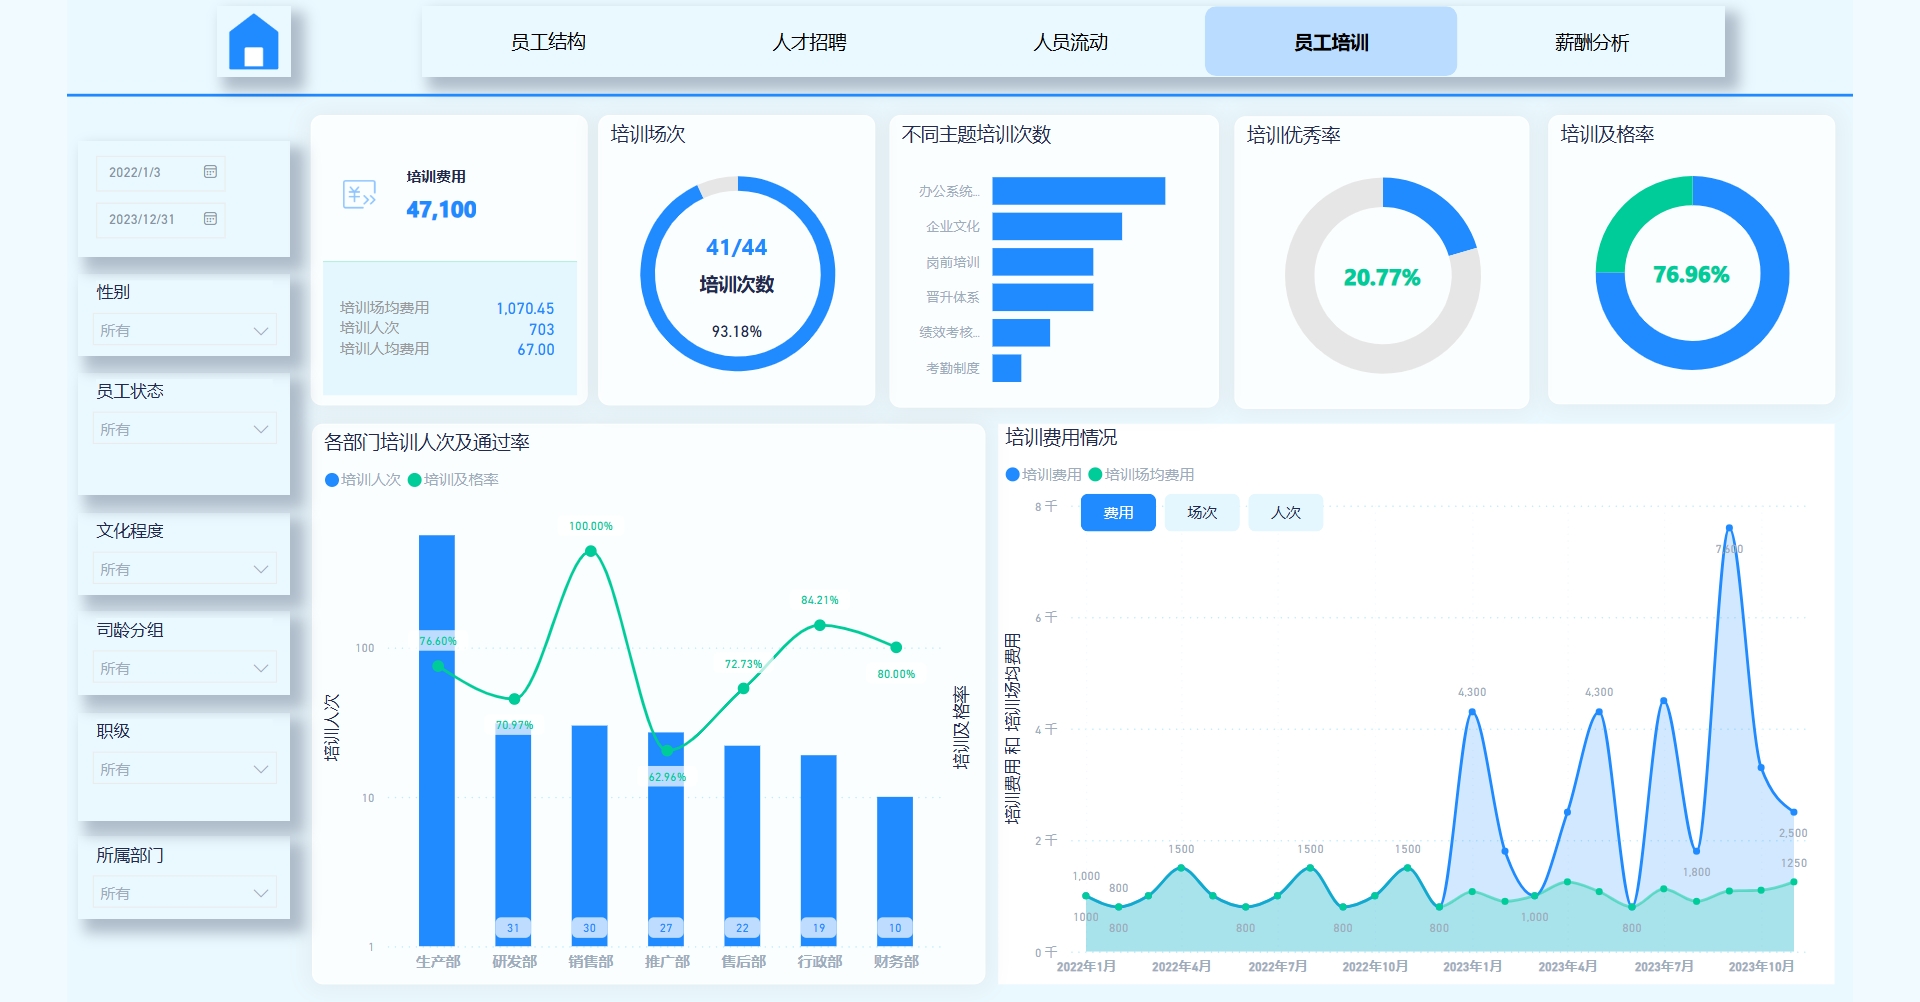 员工结构
人才招聘
人员流动
员工培训
薪酬分析
2022/1/3
2023/12/31
性别
所有
员工状态
所有
文化程度
所有
司龄分组
所有
职级
所有
所属部门
所有
培训费用
47,100
培训场均费用 1,070.45
培训人次 703
培训人均费用 67.00
培训场次
41/44
培训次数
93.18%
不同主题培训次数
办公系统...
企业文化
岗前培训
晋升体系
绩效考核...
考勤制度
培训优秀率
20.77%
培训及格率
76.96%
各部门培训人次及通过率
培训人次 培训及格率
培训人次
100
10
1
76.60%
70.97%
100.00%
62.96%
72.73%
84.21%
80.00%
31
30
27
22
19
10
生产部
研发部
销售部
推广部
售后部
行政部
财务部
培训及格率
培训费用情况
培训费用 培训场均费用
费用
场次
人次
培训费用 和 培训场均费用
8 千
6 千
4 千
2 千
0 千
1,000
800
1500
1500
1500
4,300
4,300
7,600
1,800
2,500
1250
1000
800
800
800
800
1,000
800
2022年1月
2022年4月
2022年7月
2022年10月
2023年1月
2023年4月
2023年7月
2023年10月